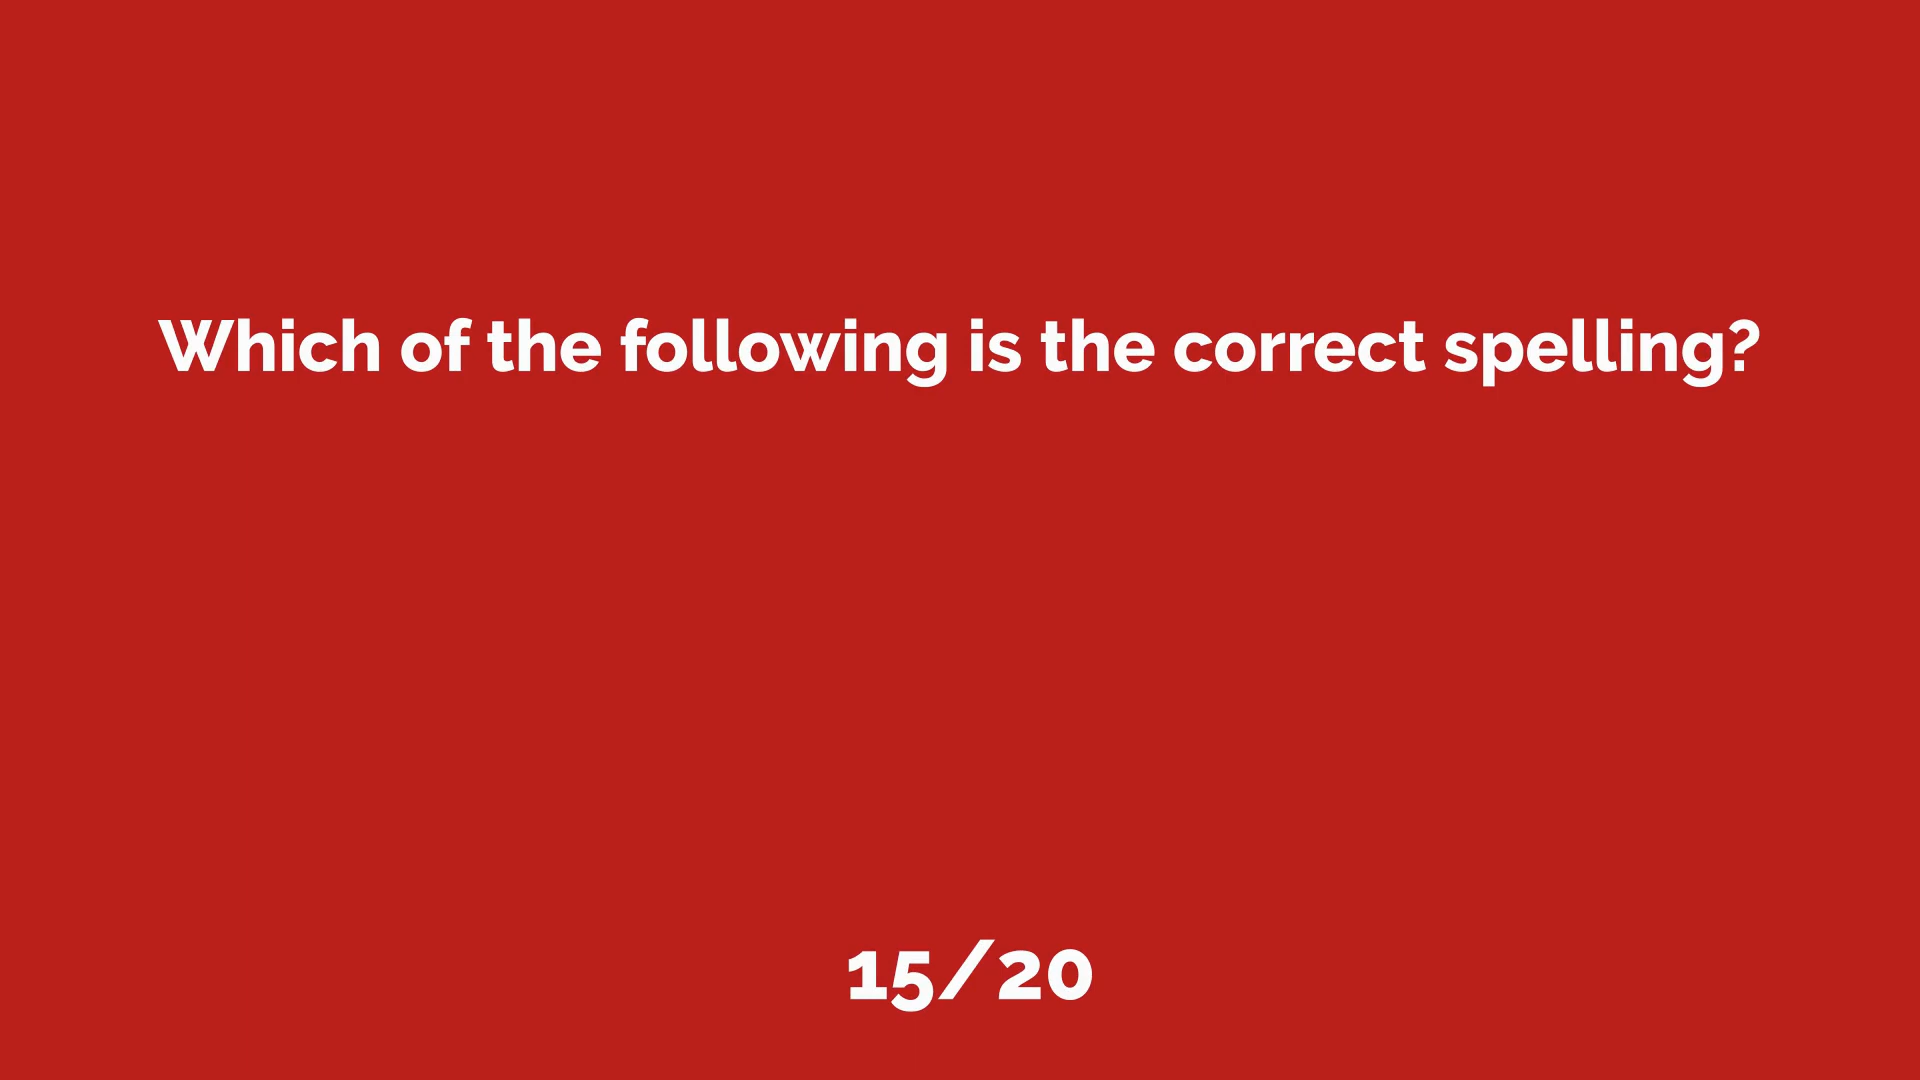 Which of the following is the correct spelling?
15/20